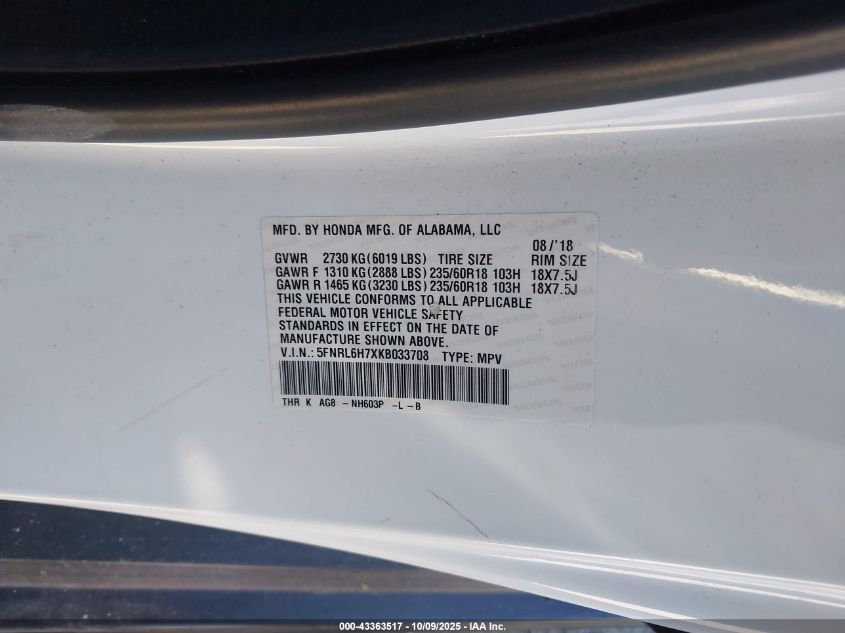 MFD. BY HONDA MFG. OF ALABAMA, LLC 08/'18
GVWR 2730 KG(6019 LBS) TIRE SIZE RIM SIZE
GAWR F 1310 KG(2888 LBS) 235/60R18 103H 18X7.5J
GAWR R 1465 KG(3230 LBS) 235/60R18 103H 18X7.5J
THIS VEHICLE CONFORMS TO ALL APPLICABLE
FEDERAL MOTOR VEHICLE SAFETY
STANDARDS IN EFFECT ON THE DATE OF
MANUFACTURE SHOWN ABOVE.
V.I.N.: 5FNRL6H7XKB033708 TYPE: MPV
THR K AG8 - NH603P -L -B
000-43363517 - 10/09/2025 - IAA Inc.